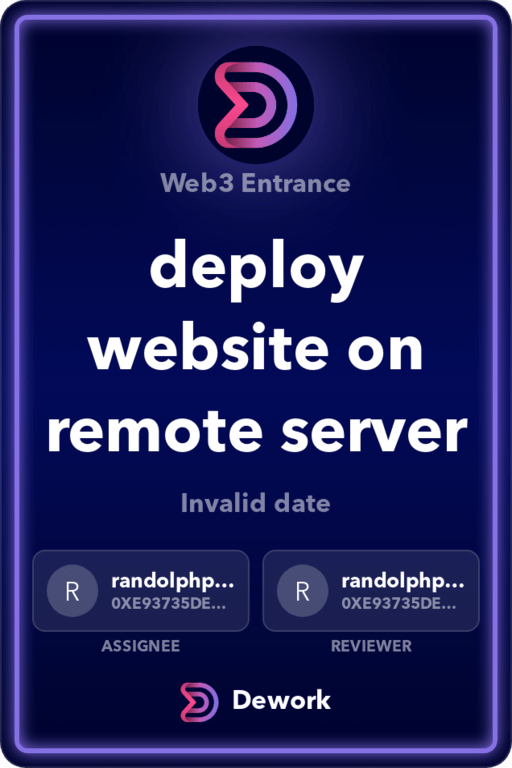 Web3 Entrance
deploy
website on
remote server
Invalid date
R
randolphp...
0XE93735DE...
R
randolphp...
0XE93735DE...
ASSIGNEE
REVIEWER
Dework